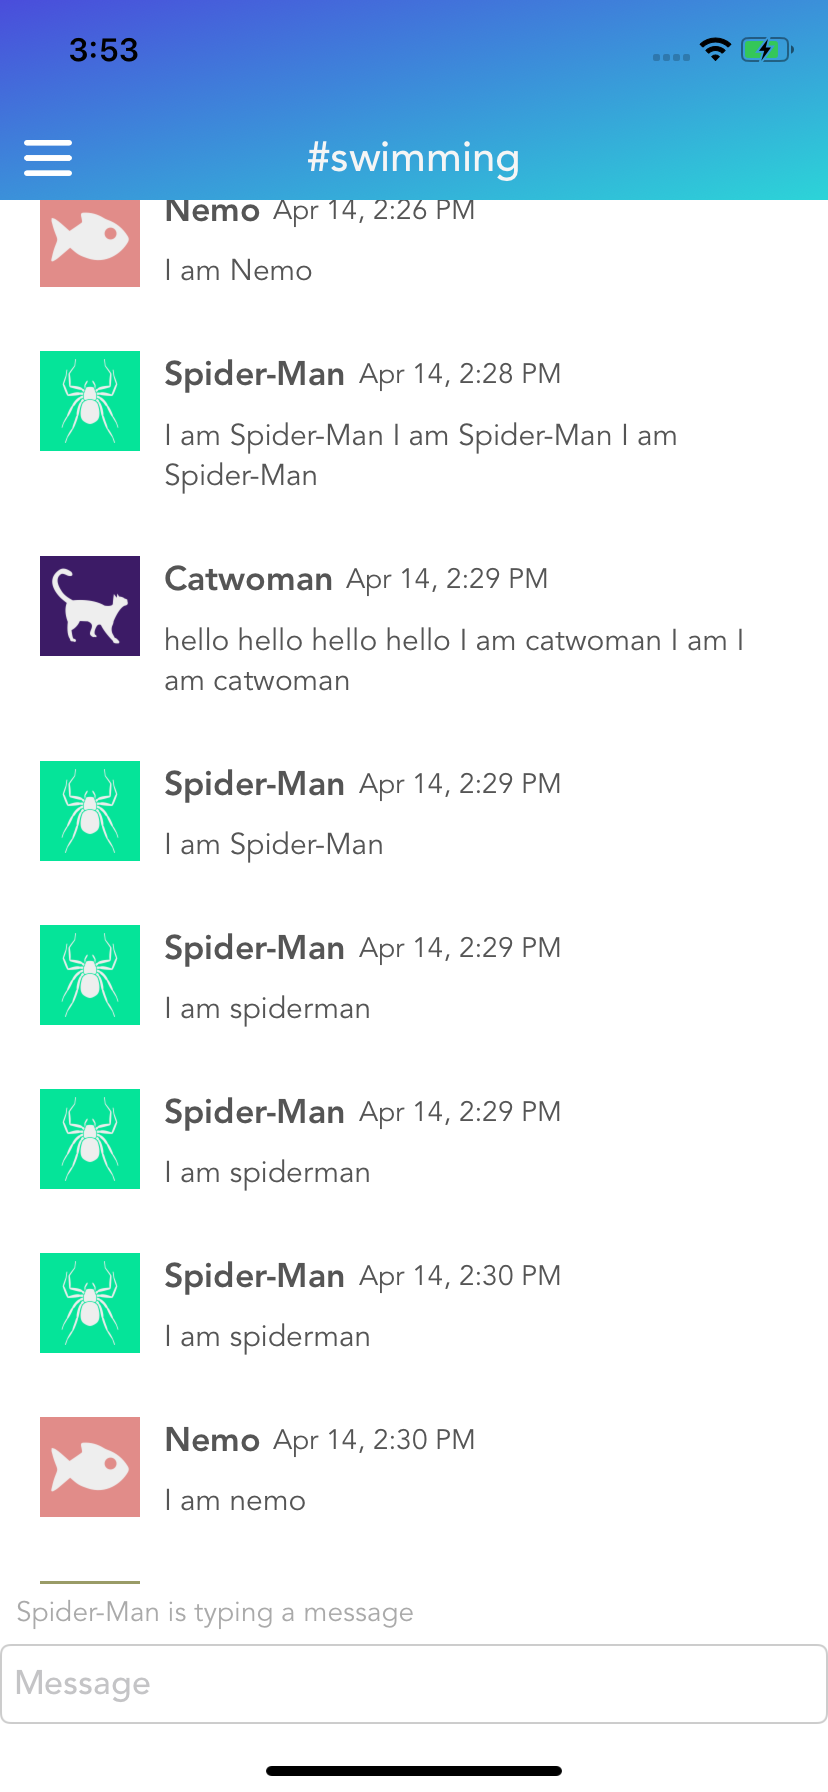 3:53
#swimming
Nemo Apr 14, 2:26 PM
I am Nemo
Spider-Man Apr 14, 2:28 PM
I am Spider-Man I am Spider-Man I am
Spider-Man
Catwoman Apr 14, 2:29 PM
hello hello hello hello I am catwoman I am I
am catwoman
Spider-Man Apr 14, 2:29 PM
I am Spider-Man
Spider-Man Apr 14, 2:29 PM
I am spiderman
Spider-Man Apr 14, 2:29 PM
I am spiderman
Spider-Man Apr 14, 2:30 PM
I am spiderman
Nemo Apr 14, 2:30 PM
I am nemo
Spider-Man is typing a message
Message